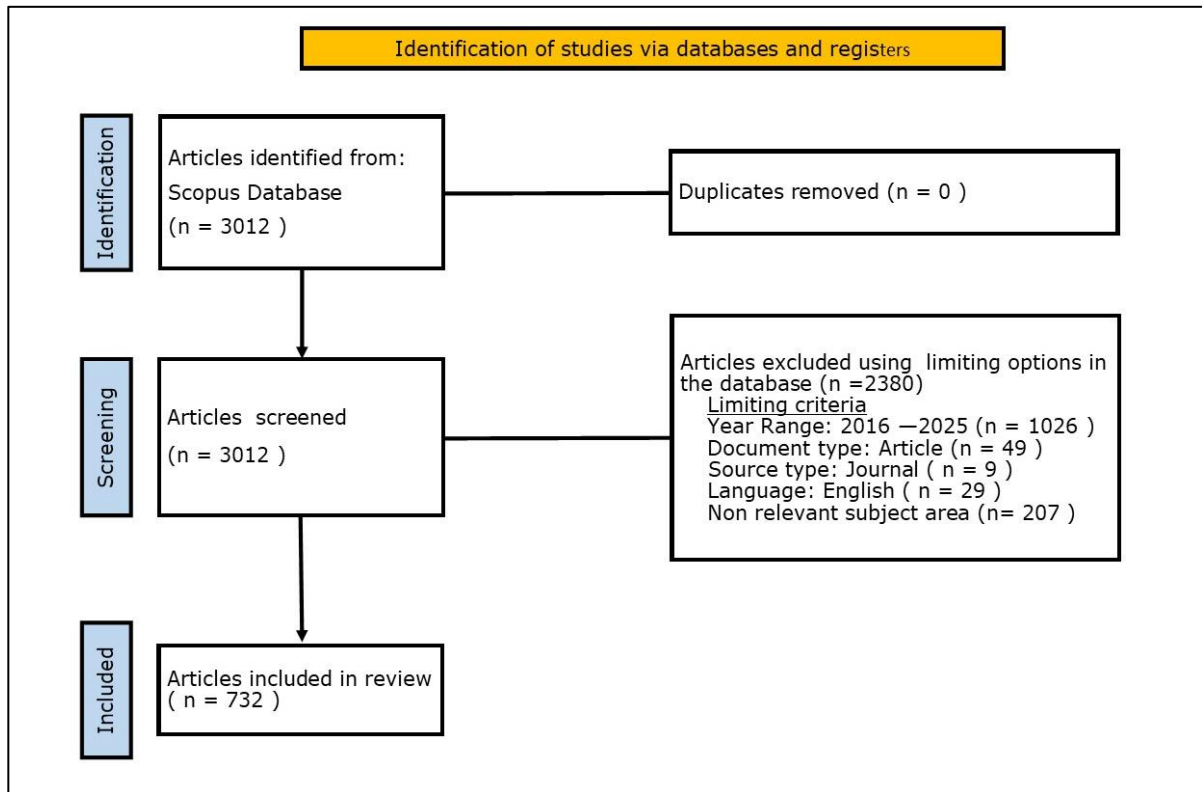 Identification of studies via databases and registers
Identification
Articles identified from:
Scopus Database
(n = 3012 )
Duplicates removed (n = 0 )
Screening
Articles  screened
(n = 3012 )
Articles excluded using  limiting options in
the database (n =2380)
Limiting criteria
Year Range: 2016 —2025 (n = 1026 )
Document type: Article (n = 49 )
Source type: Journal ( n = 9 )
Language: English ( n = 29 )
Non relevant subject area (n= 207 )
Included
Articles included in review
( n = 732 )